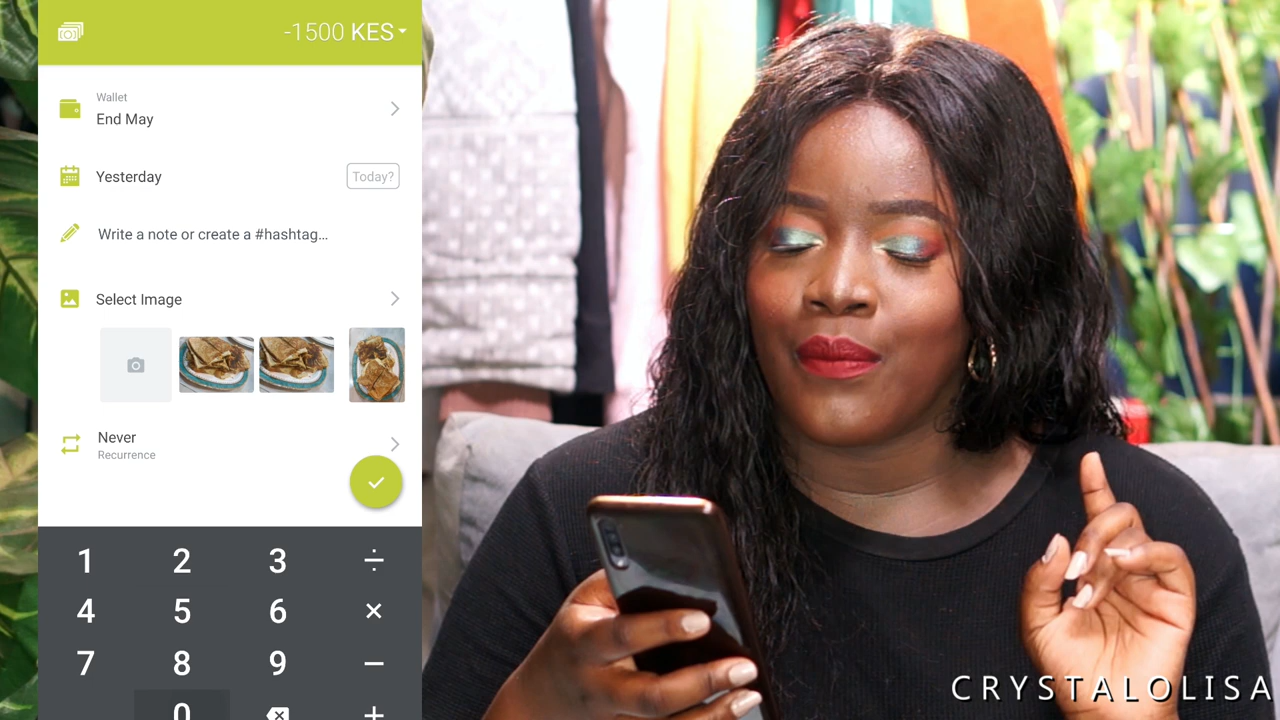 -1500 KES
Wallet
End May
Yesterday
Today?
Write a note or create a #hashtag...
Select Image
Never
Recurrence
1 2 3 ÷
4 5 6 ×
7 8 9 −
0 +
CRYSTALOLISA